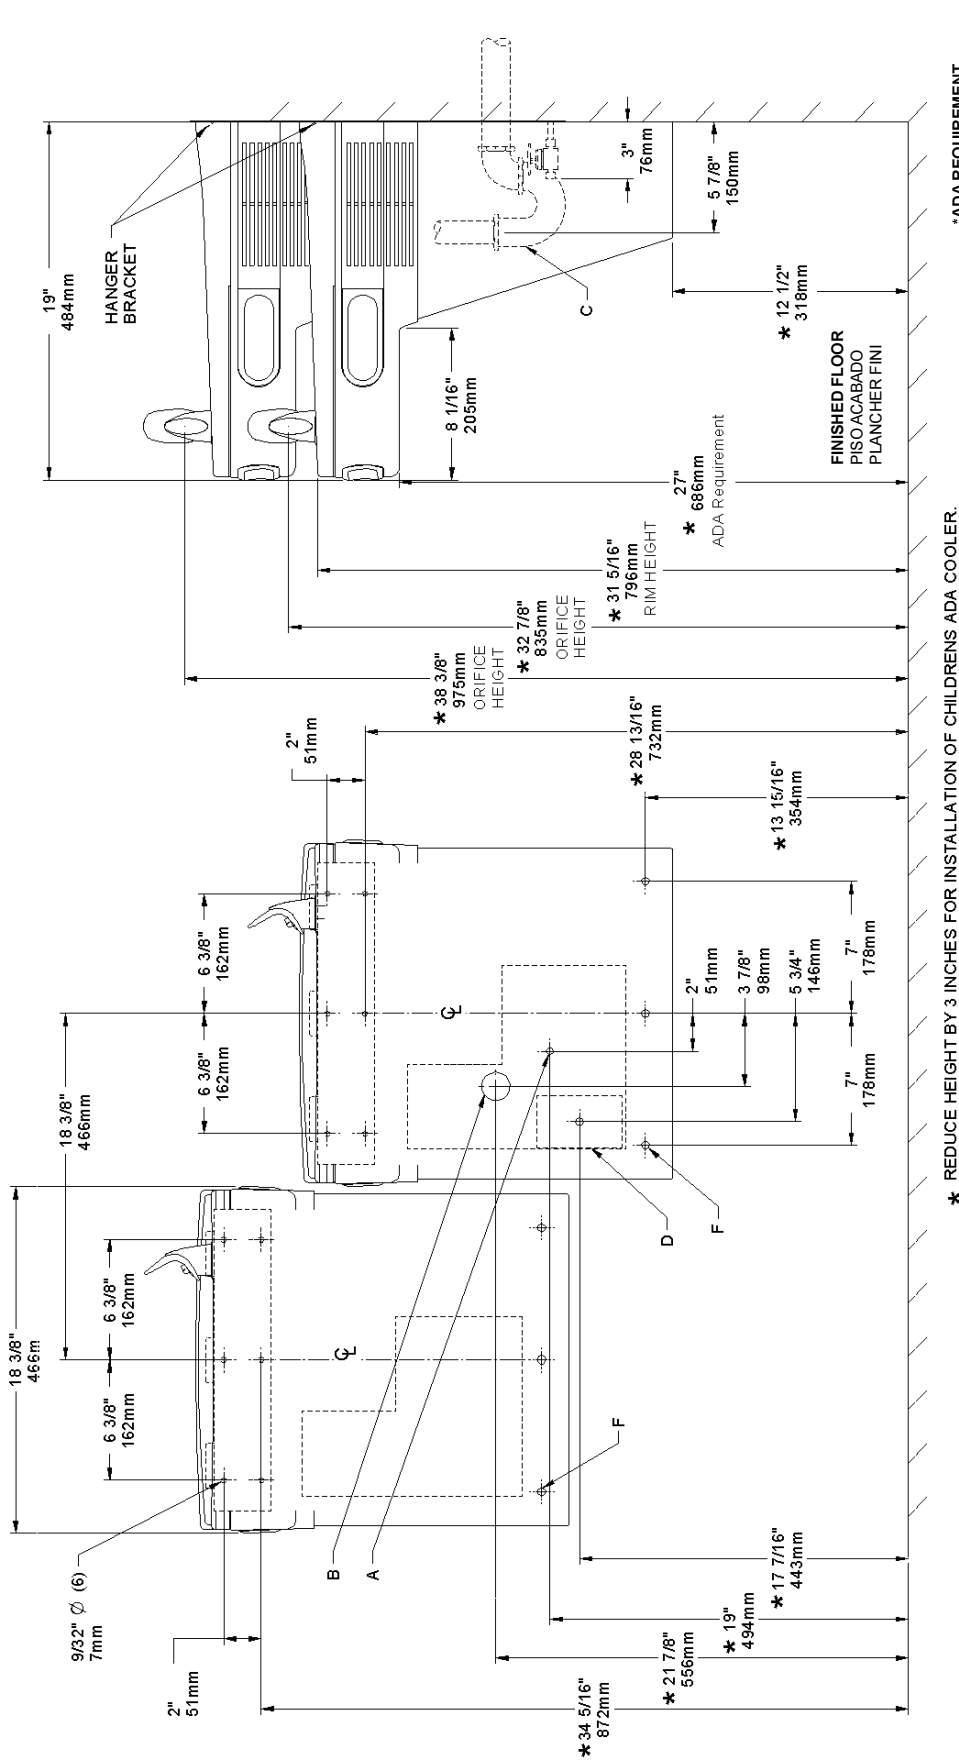 18 3/8"
466m
18 3/8"
466mm
6 3/8"
162mm
6 3/8"
162mm
6 3/8"
162mm
6 3/8"
162mm
9/32" Ø (6)
7mm
2"
51mm
2"
51mm
19"
484mm
HANGER
BRACKET
* 34 5/16"
872mm
* 21 7/8"
556mm
* 19"
494mm
* 17 7/16"
443mm
B
A
F
D
F
C
℄
℄
2"
51mm
3 7/8"
98mm
5 3/4"
146mm
7"
178mm
7"
178mm
* 28 13/16"
732mm
* 13 15/16"
354mm
* 38 3/8"
975mm
ORIFICE
HEIGHT
* 32 7/8"
835mm
ORIFICE
HEIGHT
* 31 5/16"
796mm
RIM HEIGHT
27"
* 686mm
ADA Requirement
8 1/16"
205mm
3"
76mm
5 7/8"
150mm
* 12 1/2"
318mm
FINISHED FLOOR
PISO ACABADO
PLANCHER FINI
* REDUCE HEIGHT BY 3 INCHES FOR INSTALLATION OF CHILDRENS ADA COOLER.
*ADA REQUIREMENT